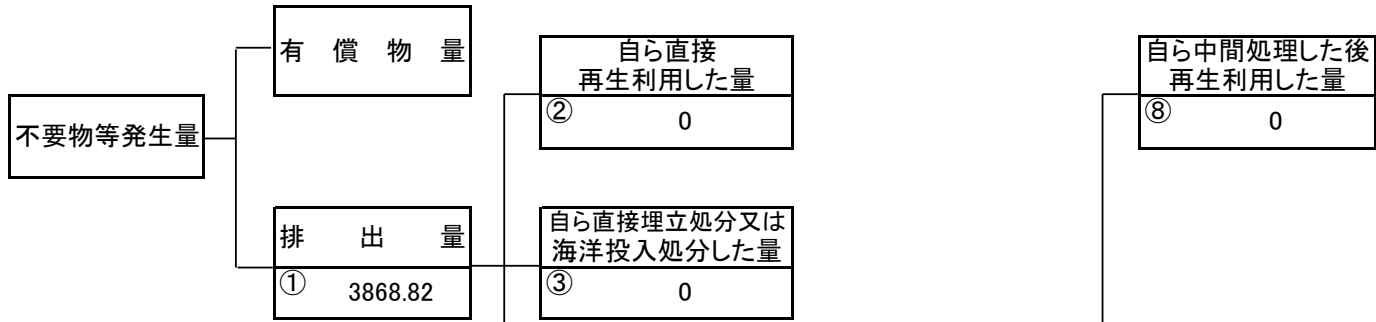 有償物量
自ら直接
再生利用した量
② 0
自ら中間処理した後
再生利用した量
⑧ 0
不要物等発生量
排出量
① 3868.82
自ら直接埋立処分又は
海洋投入処分した量
③ 0